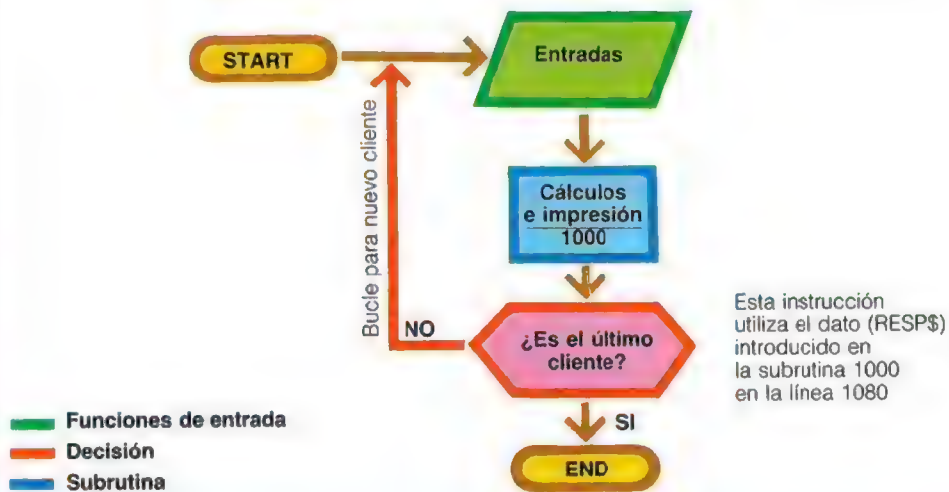 START
Entradas
Bucle para nuevo cliente
Cálculos
e impresión
1000
NO
¿Es el último
cliente?
Esta instrucción
utiliza el dato (RESP$)
introducido en
la subrutina 1000
en la línea 1080
SI
END
Funciones de entrada
Decisión
Subrutina